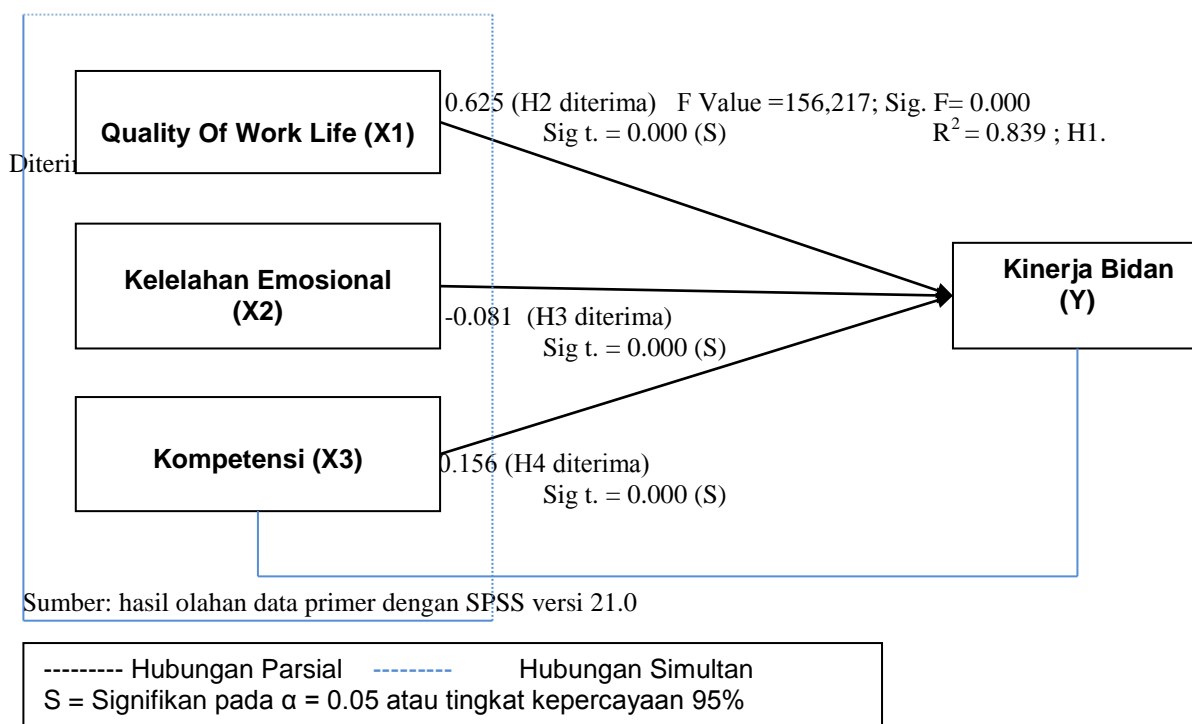 0.625 (H2 diterima) F Value =156,217; Sig. F= 0.000
Quality Of Work Life (X1)
Sig t. = 0.000 (S)
R² = 0.839 ; H1.
Kelelahan Emosional
(X2)
-0.081 (H3 diterima)
Sig t. = 0.000 (S)
Kinerja Bidan
(Y)
Kompetensi (X3)
0.156 (H4 diterima)
Sig t. = 0.000 (S)
Sumber: hasil olahan data primer dengan SPSS versi 21.0
--------- Hubungan Parsial --------- Hubungan Simultan
S = Signifikan pada α = 0.05 atau tingkat kepercayaan 95%